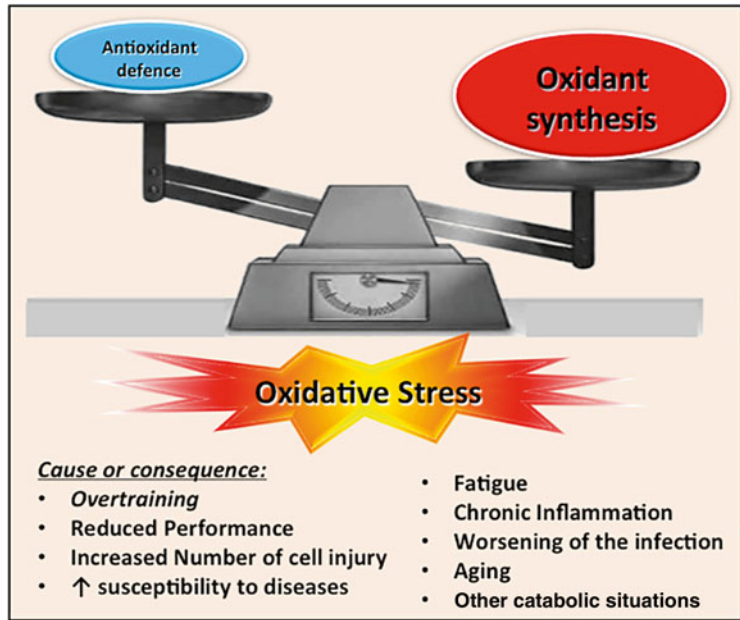 Antioxidant
defence
Oxidant
synthesis
Oxidative Stress
Cause or consequence:
• Overtraining
• Reduced Performance
• Increased Number of cell injury
• ↑ susceptibility to diseases
• Fatigue
• Chronic Inflammation
• Worsening of the infection
• Aging
• Other catabolic situations